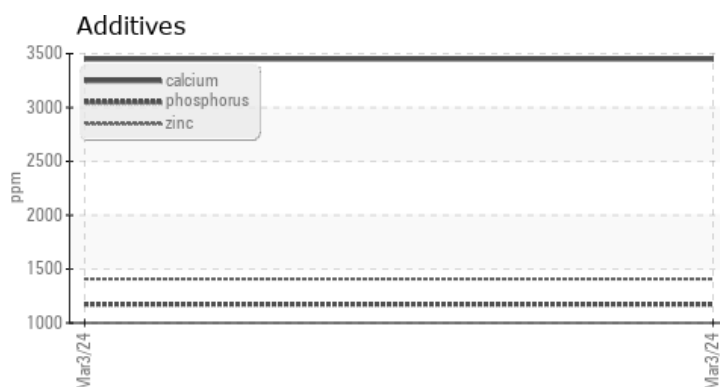 Additives
3500
3000
2500
2000
1500
1000
ppm
calcium
phosphorus
zinc
Mar3/24
Mar3/24